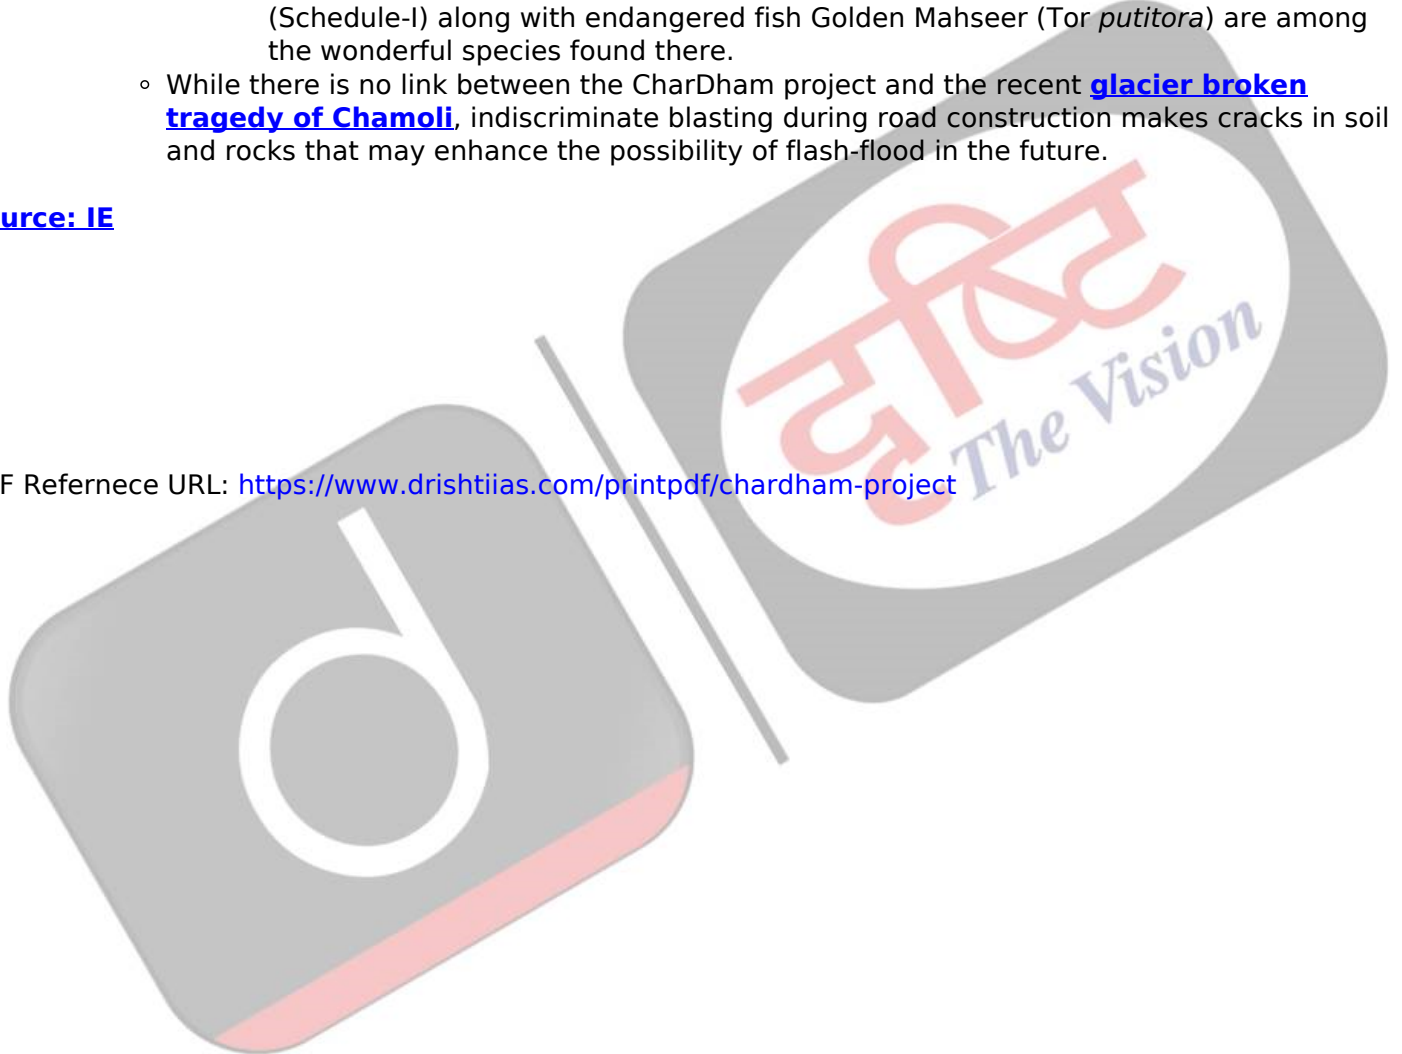 (Schedule-I) along with endangered fish Golden Mahseer (Tor putitora) are among
the wonderful species found there.
While there is no link between the CharDham project and the recent glacier broken
tragedy of Chamoli, indiscriminate blasting during road construction makes cracks in soil
and rocks that may enhance the possibility of flash-flood in the future.
urce: IE
दृष्टि
The Vision
F Refernece URL: https://www.drishtiias.com/printpdf/chardham-project
d